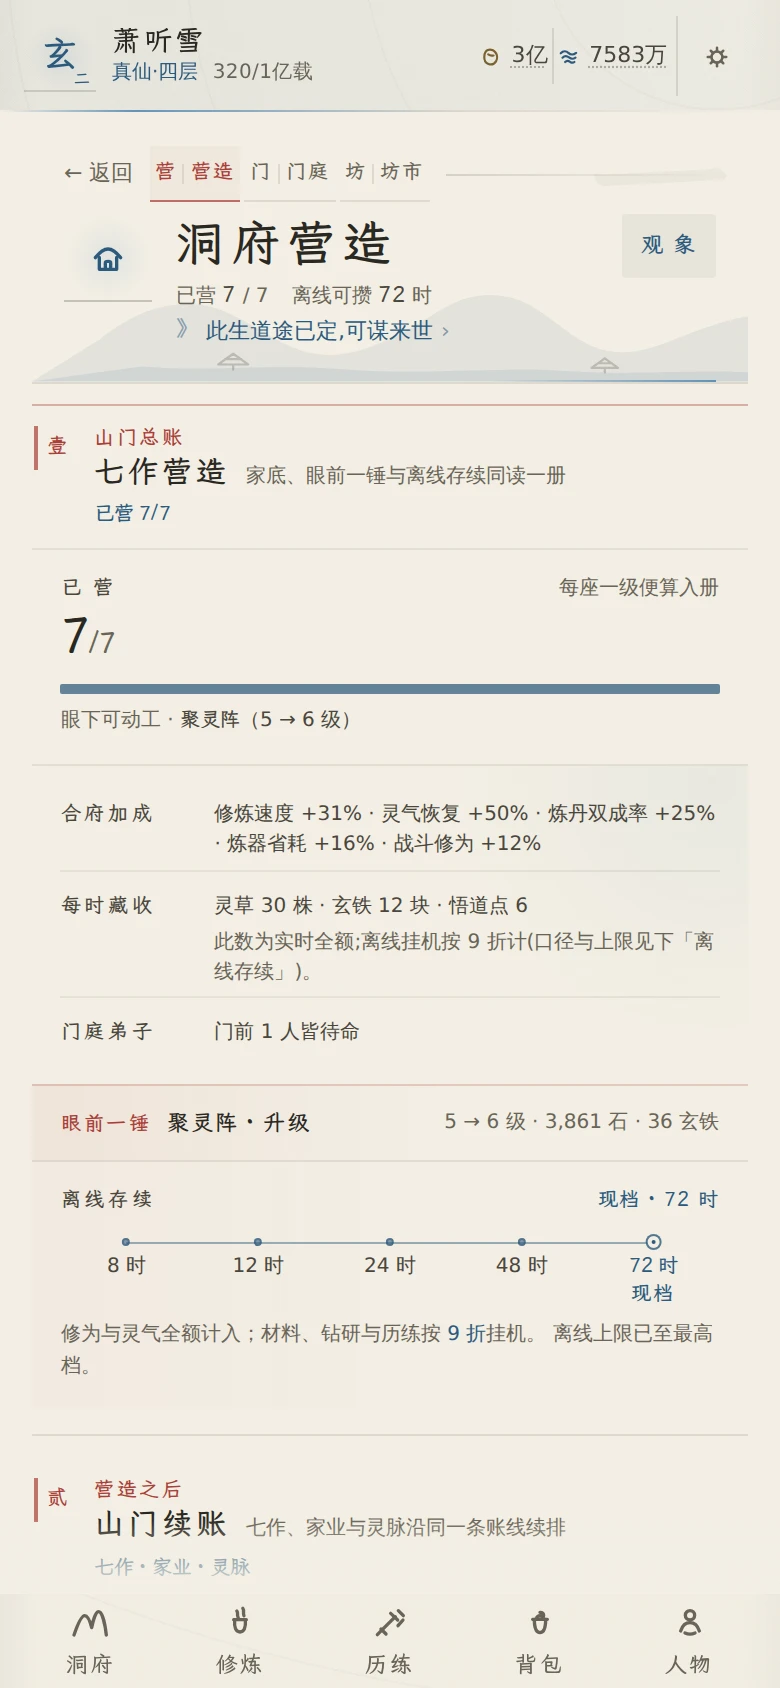 玄 二
萧听雪
真仙·四层 320/1亿载
3亿 7583万
← 返回 营 营造 门 门庭 坊 坊市
洞府营造
观象
已营 7 / 7 离线可攒 72 时
》 此生道途已定,可谋来世 ›
壹
山门总账
七作营造 家底、眼前一锤与离线存续同读一册
已营 7/7
已营 每座一级便算入册
7/7
眼下可动工 · 聚灵阵（5 → 6 级）
合府加成 修炼速度 +31% · 灵气恢复 +50% · 炼丹双成率 +25%
· 炼器省耗 +16% · 战斗修为 +12%
每时藏收 灵草 30 株 · 玄铁 12 块 · 悟道点 6
此数为实时全额;离线挂机按 9 折计(口径与上限见下「离
线存续」)。
门庭弟子 门前 1 人皆待命
眼前一锤 聚灵阵·升级 5 → 6 级 · 3,861 石 · 36 玄铁
离线存续 现档·72 时
8 时 12 时 24 时 48 时 72 时
现档
修为与灵气全额计入；材料、钻研与历练按 9 折挂机。 离线上限已至最高
档。
贰
营造之后
山门续账 七作、家业与灵脉沿同一条账线续排
七作·家业·灵脉
洞府 修炼 历练 背包 人物